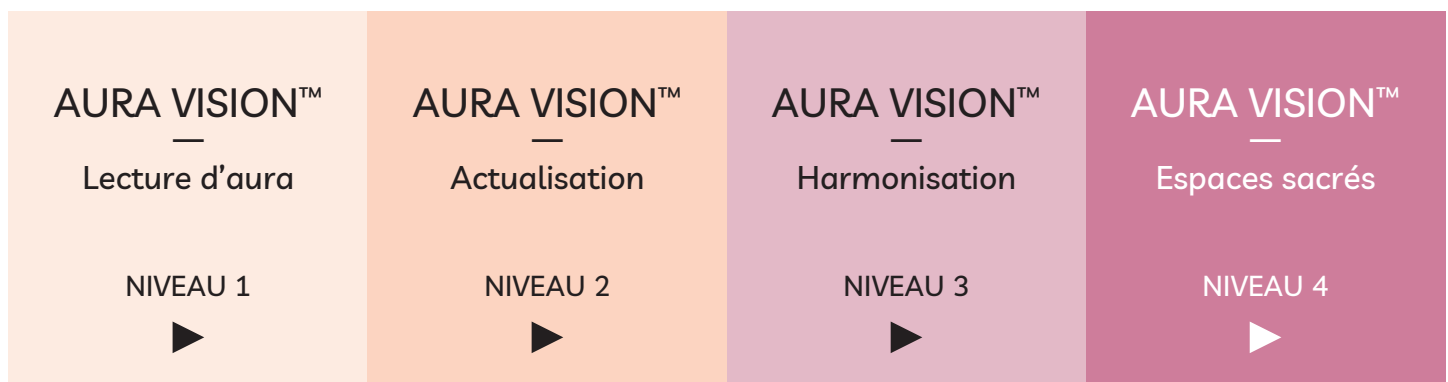 AURA VISION™
Lecture d’aura
NIVEAU 1
AURA VISION™
Actualisation
NIVEAU 2
AURA VISION™
Harmonisation
NIVEAU 3
AURA VISION™
Espaces sacrés
NIVEAU 4